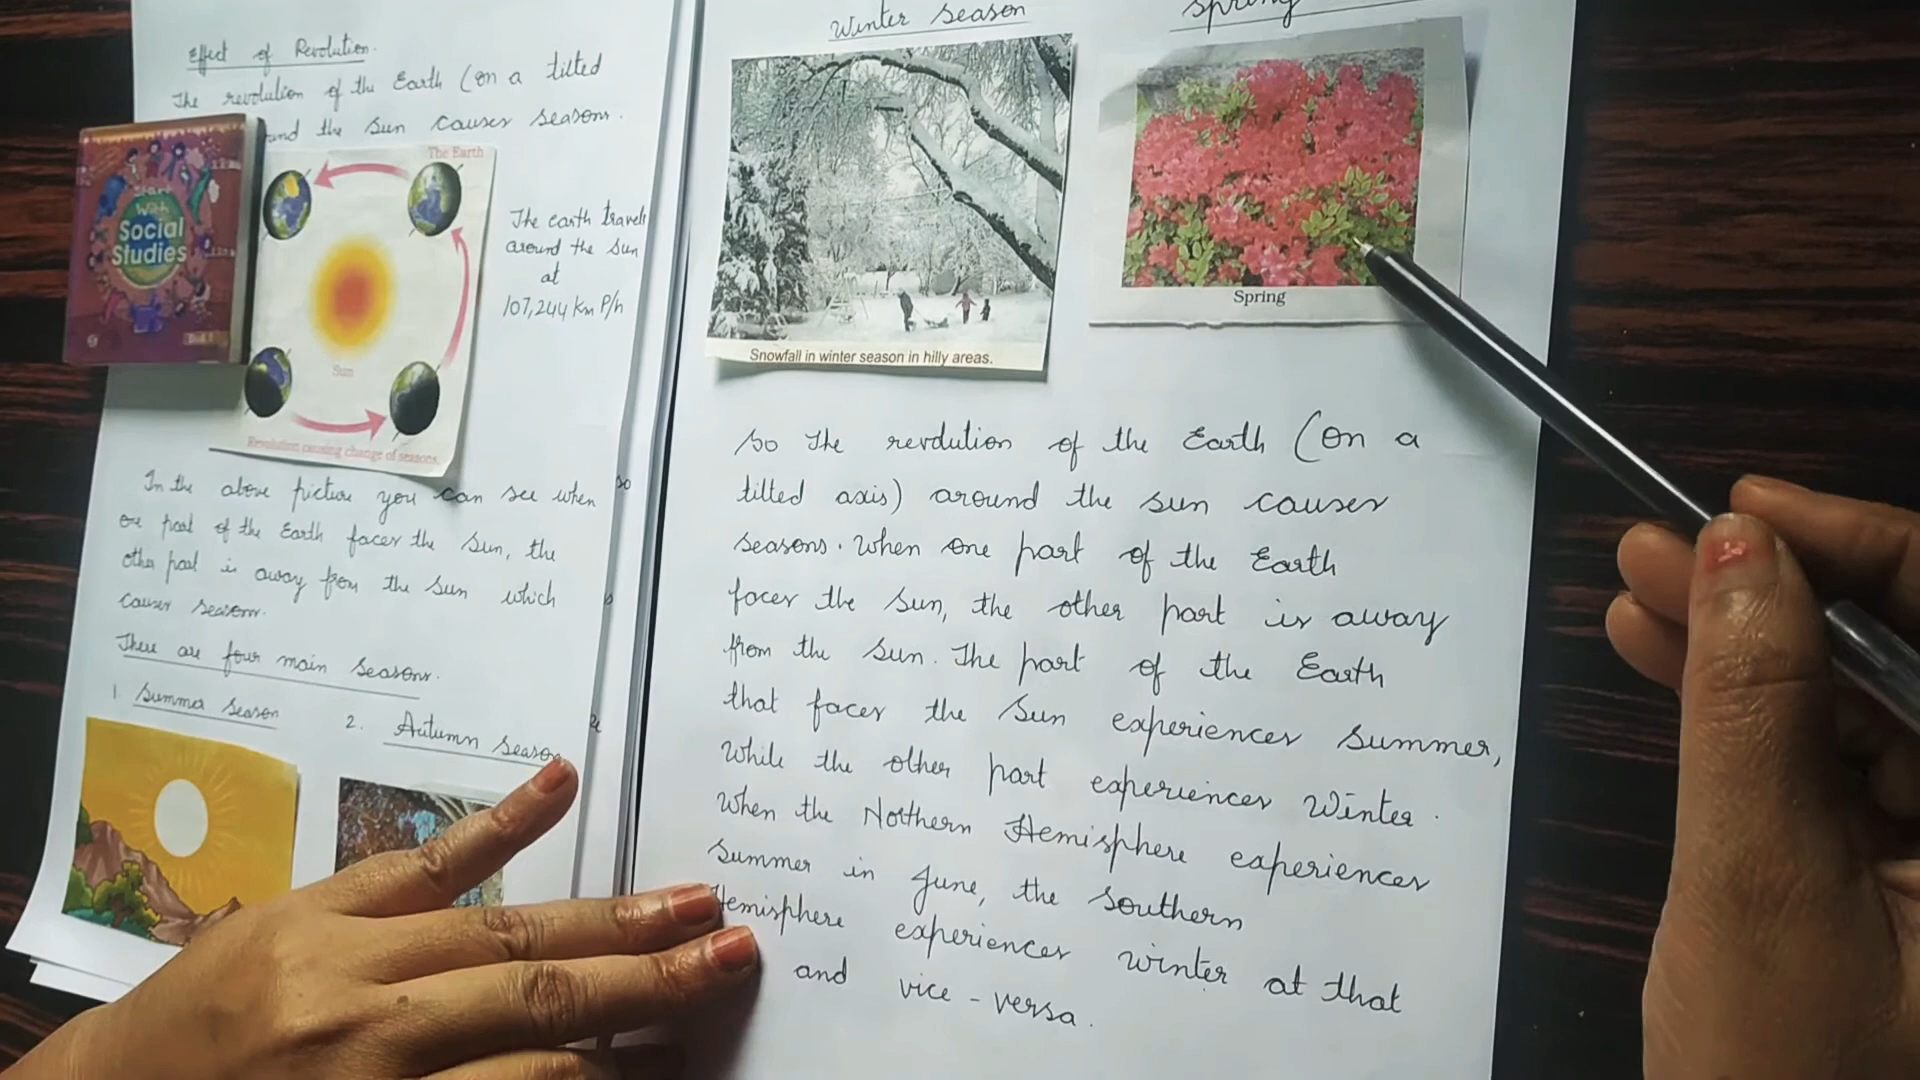 Effect of Revolution.
The revolution of the Earth (on a tilted
and the Sun causes seasons.
Start
With
Social
Studies
The Earth
Sun
Revolution causing change of seasons.
The earth travels
around the sun
at
107,244 Km P/h
In the above picture you can see when
one part of the Earth faces the Sun, the
other part is away from the Sun which
causes seasons.
There are four main seasons.
1. Summer season
2. Autumn season
so
Winter season
Snowfall in winter season in hilly areas.
Spring
Spring
So The revolution of the Earth (on a
tilted axis) around the sun causes
seasons. When one part of the Earth
faces the Sun, the other part is away
from the Sun. The part of the Earth
that faces the Sun experiences summer,
While the other part experiences Winter.
When the Northern Hemisphere experiences
Summer in June, the Southern
Hemisphere experiences winter at that
and vice-versa.